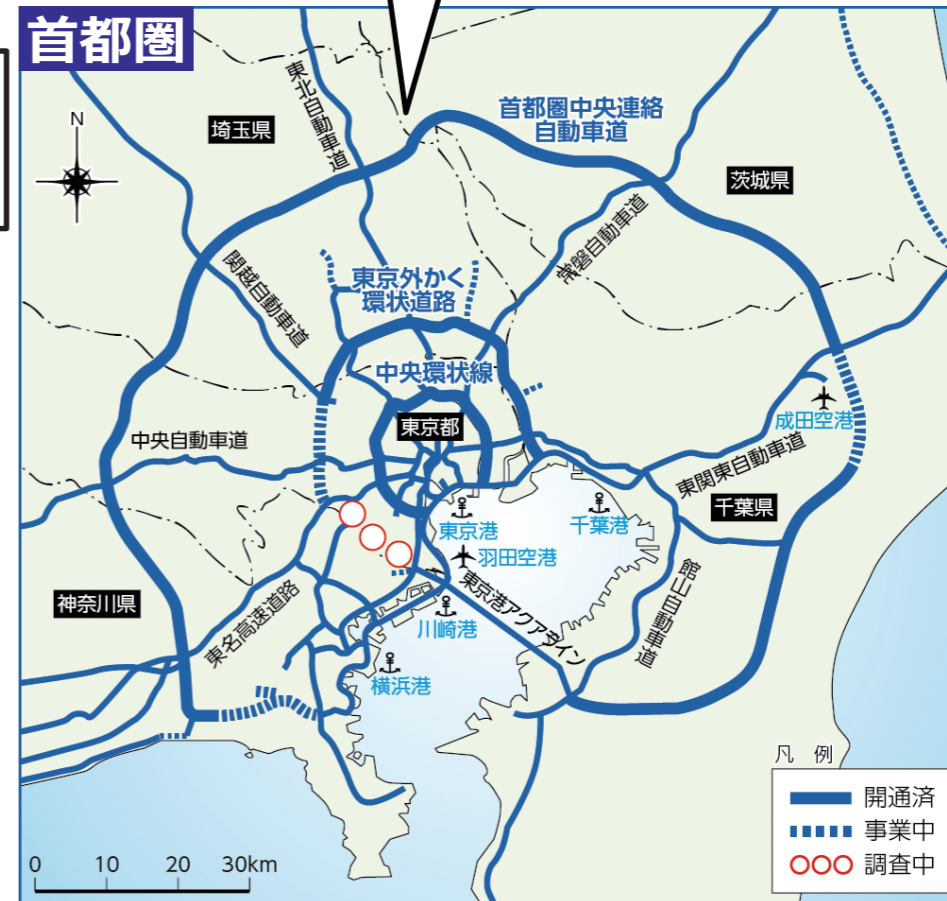 首都圏
N
埼玉県
東北自動車道
首都圏中央連絡
自動車道
茨城県
関越自動車道
東京外かく
環状道路
常磐自動車道
中央環状線
東京都
中央自動車道
成田空港
東関東自動車道
千葉県
東京港
千葉港
羽田空港
神奈川県
東名高速道路
川崎港
東京港アクアライン
館山自動車道
横浜港
凡 例
開通済
事業中
調査中
0 10 20 30km